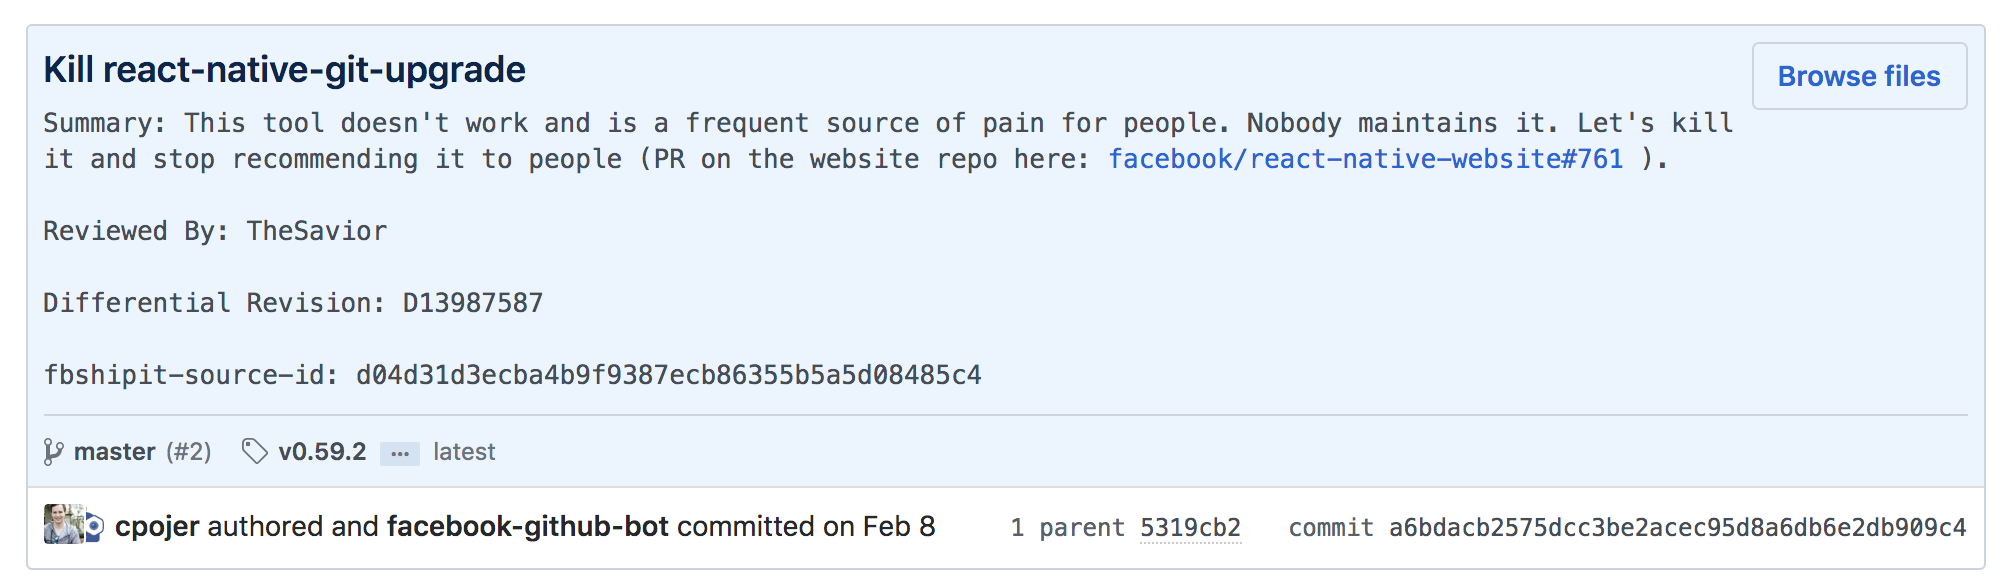 Kill react-native-git-upgrade
Browse files
Summary: This tool doesn't work and is a frequent source of pain for people. Nobody maintains it. Let's kill
it and stop recommending it to people (PR on the website repo here: facebook/react-native-website#761 ).
Reviewed By: TheSavior
Differential Revision: D13987587
fbshipit-source-id: d04d31d3ecba4b9f9387ecb86355b5a5d08485c4
master (#2) v0.59.2 ... latest
cpojer authored and facebook-github-bot committed on Feb 8 1 parent 5319cb2 commit a6bdacb2575dcc3be2acec95d8a6db6e2db909c4